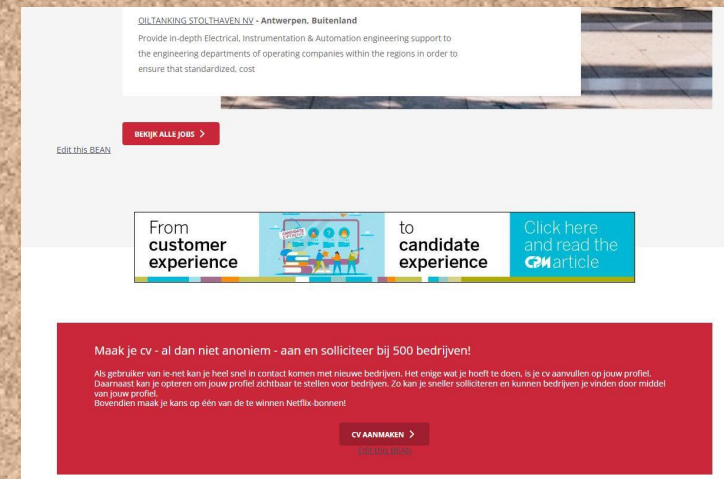 OILTANKING STOLTHAVEN NV - Antwerpen, Buitenland
Provide in-depth Electrical, Instrumentation & Automation engineering support to
the engineering departments of operating companies within the regions in order to
ensure that standardized, cost
BEKIJK ALLE JOBS
Edit this BEAN
From
customer
experience
to
candidate
experience
Click here
and read the
CPM article
Maak je cv - al dan niet anoniem - aan en solliciteer bij 500 bedrijven!
Als gebruiker van ie-net kan je heel snel in contact komen met nieuwe bedrijven. Het enige wat je hoeft te doen, is je cv aanvullen op jouw profiel.
Daarnaast kan je opteren om jouw profiel zichtbaar te stellen voor bedrijven. Zo kan je sneller solliciteren en kunnen bedrijven je vinden door middel
van jouw profiel.
Bovendien maak je kans op één van de te winnen Netflix-bonnen!
CV AANMAKEN
Edit this BEAN